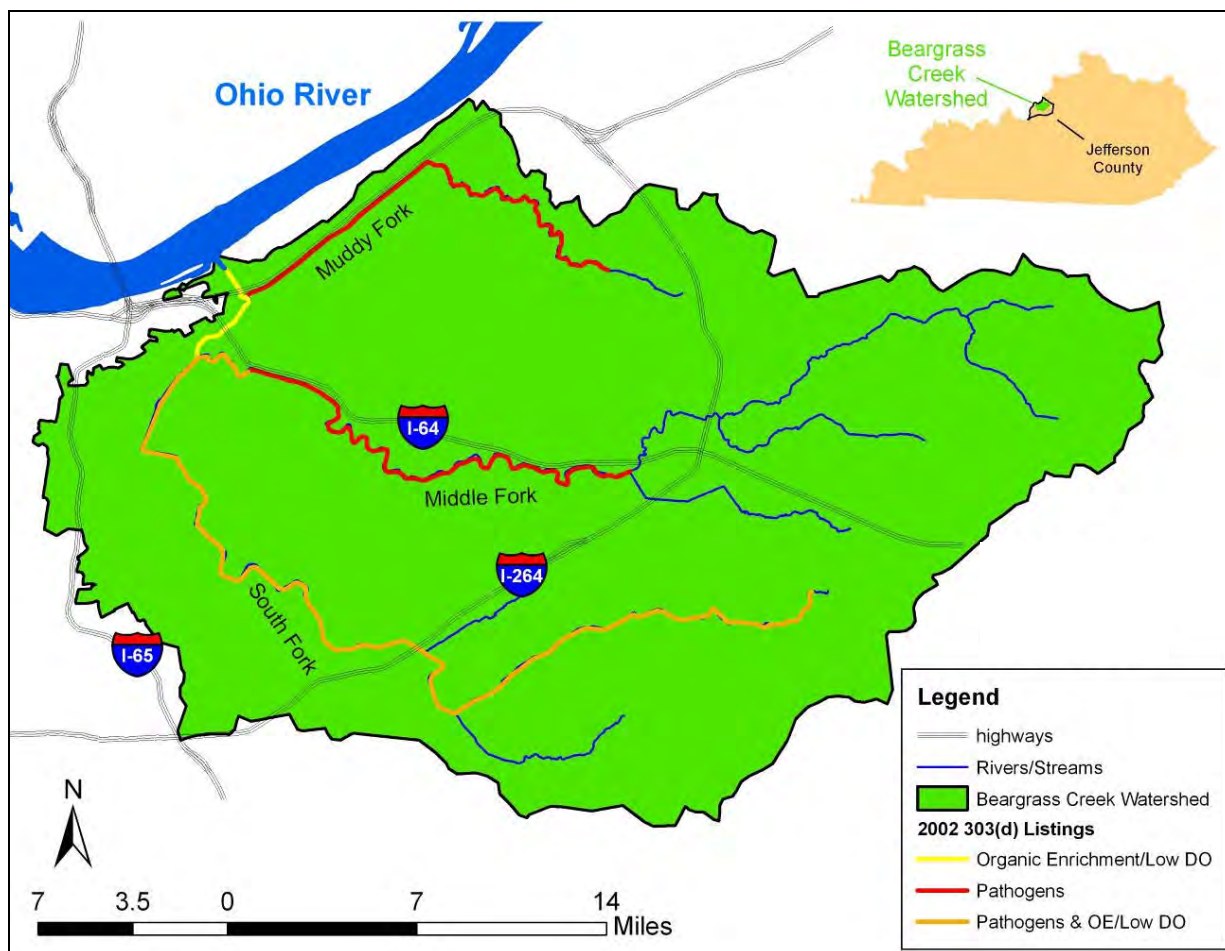 Ohio River
Beargrass
Creek
Watershed
Jefferson
County
Muddy Fork
I-64
Middle Fork
I-264
South Fork
I-65
N
7 3.5 0 7 14
Miles
Legend
highways
Rivers/Streams
Beargrass Creek Watershed
2002 303(d) Listings
Organic Enrichment/Low DO
Pathogens
Pathogens & OE/Low DO